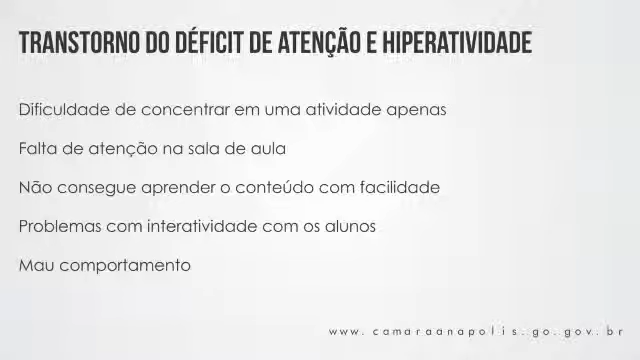 TRANSTORNO DO DÉFICIT DE ATENÇÃO E HIPERATIVIDADE
Dificuldade de concentrar em uma atividade apenas
Falta de atenção na sala de aula
Não consegue aprender o conteúdo com facilidade
Problemas com interatividade com os alunos
Mau comportamento
www.camaraanapolis.go.gov.br